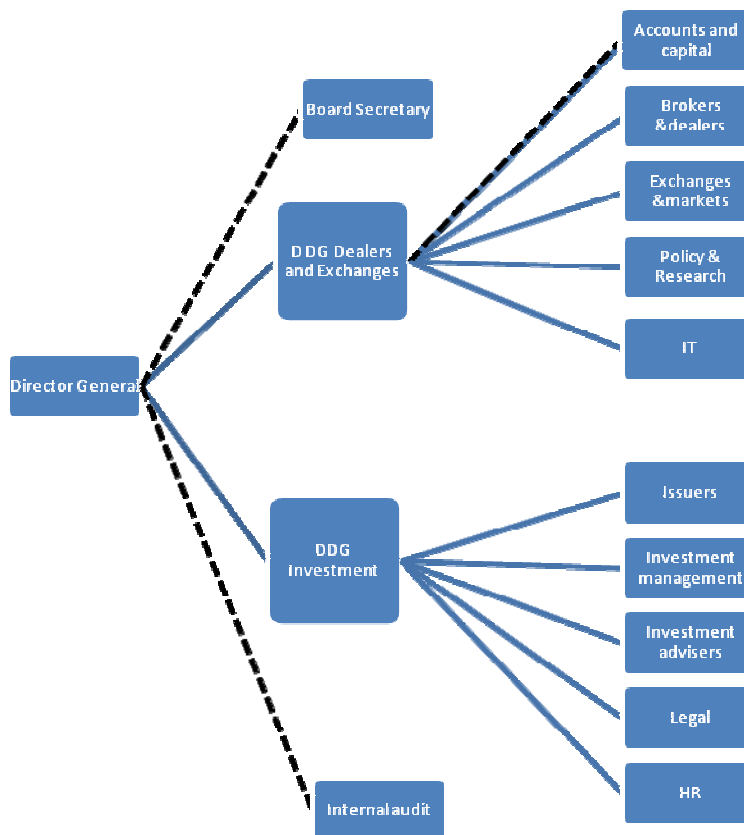 Accounts and
capital
Board Secretary
Brokers
&dealers
Exchanges
&markets
DDG Dealers
and Exchanges
Policy &
Research
IT
Director General
Issuers
DDG
Investment
Investment
management
Investment
advisers
Legal
HR
Internal audit